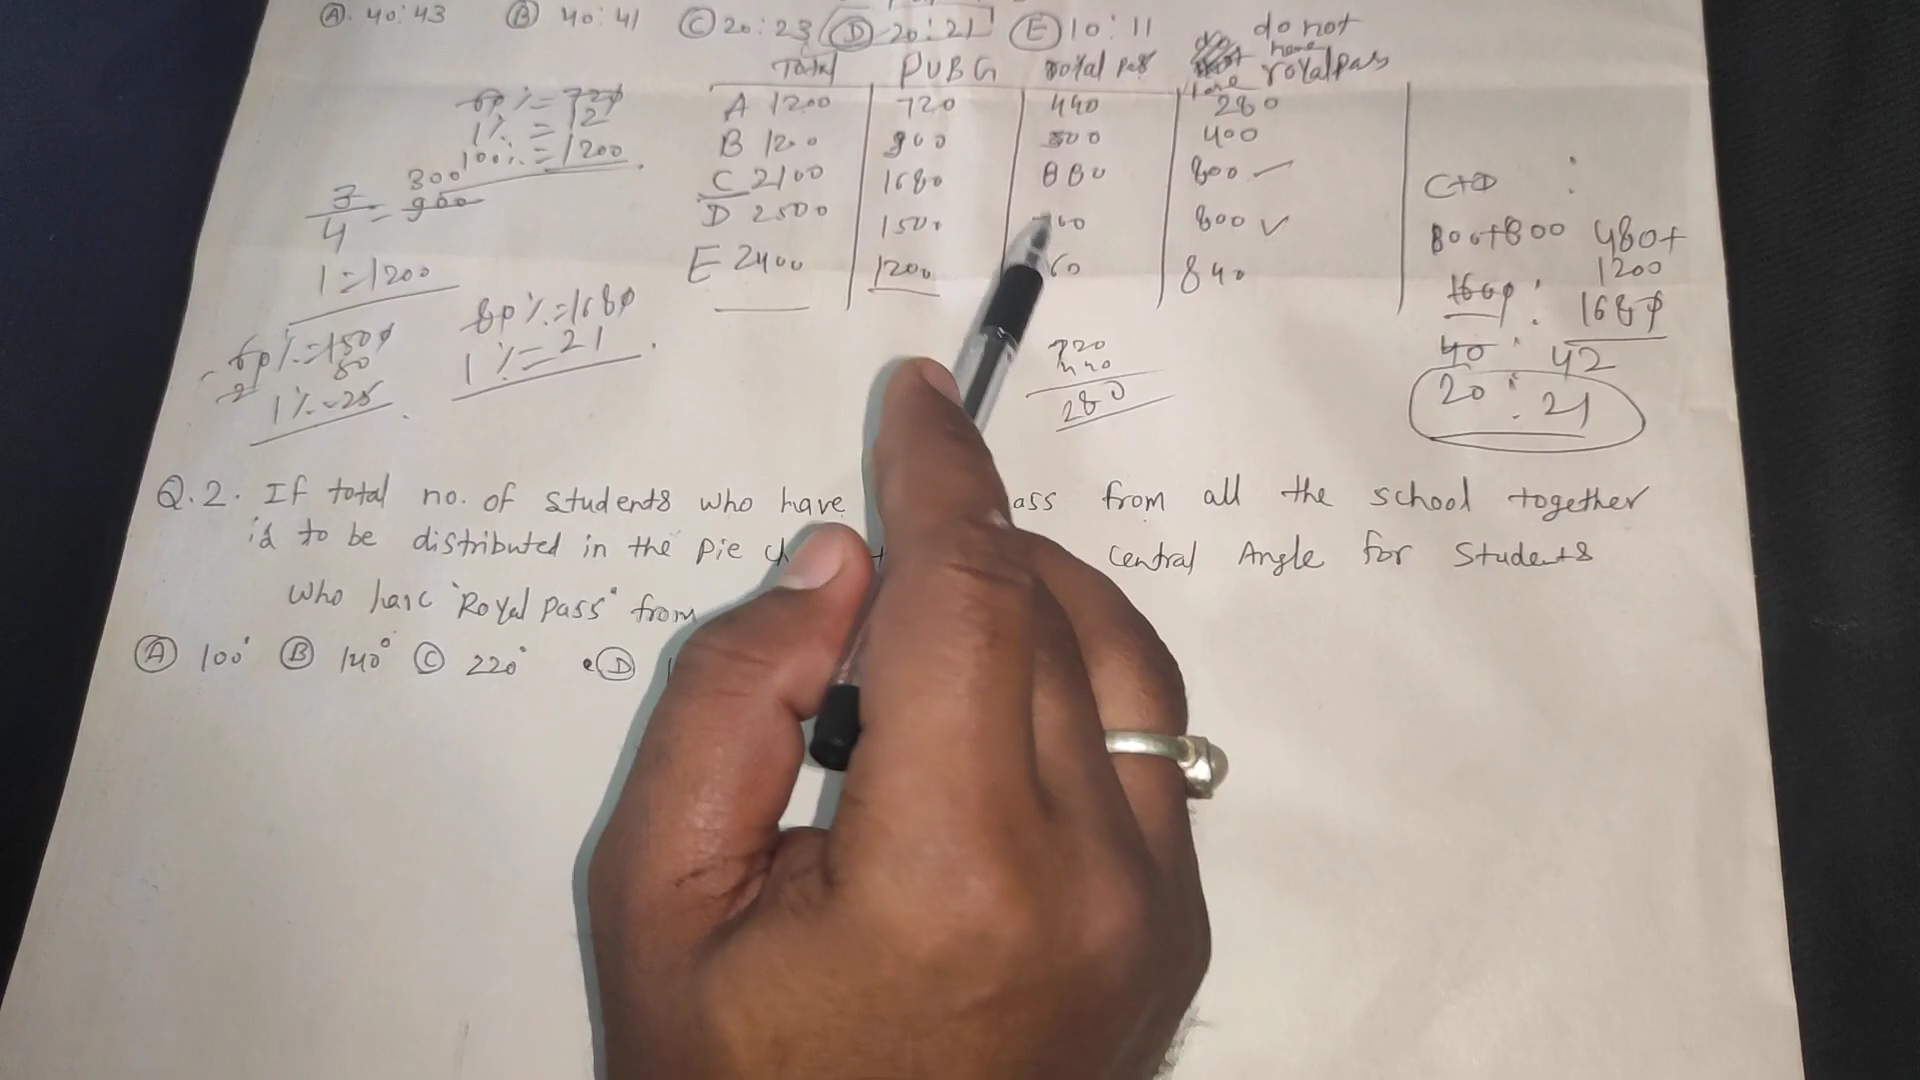 Ⓐ. 40:43 Ⓑ 40:41 Ⓒ 20:23 Ⓓ 20:21 Ⓔ 10:11
do not have royal pass
Total PUBG royal pas
A 1200 720 440 280
B 1200 900 500 400
C 2100 1680 880 800 ✓
D 2500 1500 800 ✓
E 2400 1200 60 840
60% = 720
1% = 12
100% = 1200
3/4 = 900
300
1 = 1200
60% = 1500
1% = 25
80% = 1680
1% = 21
720
440
280
C+D :
800+800 480+
1200
1600 : 1680
40 : 42
20 : 21
Q.2. If total no. of students who have ass from all the school together
is to be distributed in the pie ch central Angle for Students
who have "Royal pass" from
Ⓐ 100° Ⓑ 140° Ⓒ 220° Ⓓ